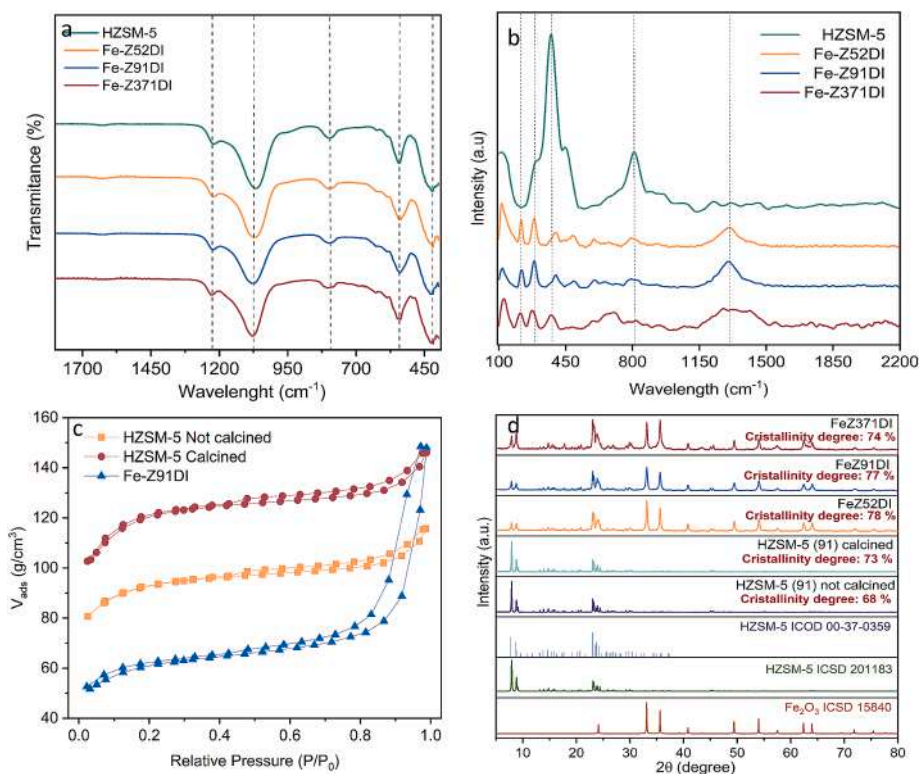 a
HZSM-5
Fe-Z52DI
Fe-Z91DI
Fe-Z371DI
Transmitance (%)
1700 1450 1200 950 700 450
Wavelenght (cm-1)
b
HZSM-5
Fe-Z52DI
Fe-Z91DI
Fe-Z371DI
Intensity (a.u)
100 450 800 1150 1500 1850 2200
Wavelength (cm-1)
c
HZSM-5 Not calcined
HZSM-5 Calcined
Fe-Z91DI
Vads (g/cm3)
160
140
120
100
80
60
40
0.0 0.2 0.4 0.6 0.8 1.0
Relative Pressure (P/P0)
d
FeZ371DI
Cristallinity degree: 74 %
FeZ91DI
Cristallinity degree: 77 %
FeZ52DI
Cristallinity degree: 78 %
HZSM-5 (91) calcined
Cristallinity degree: 73 %
HZSM-5 (91) not calcined
Cristallinity degree: 68 %
HZSM-5 ICOD 00-37-0359
HZSM-5 ICSD 201183
Fe2O3 ICSD 15840
Intensity (a.u.)
10 20 30 40 50 60 70 80
2θ (degree)